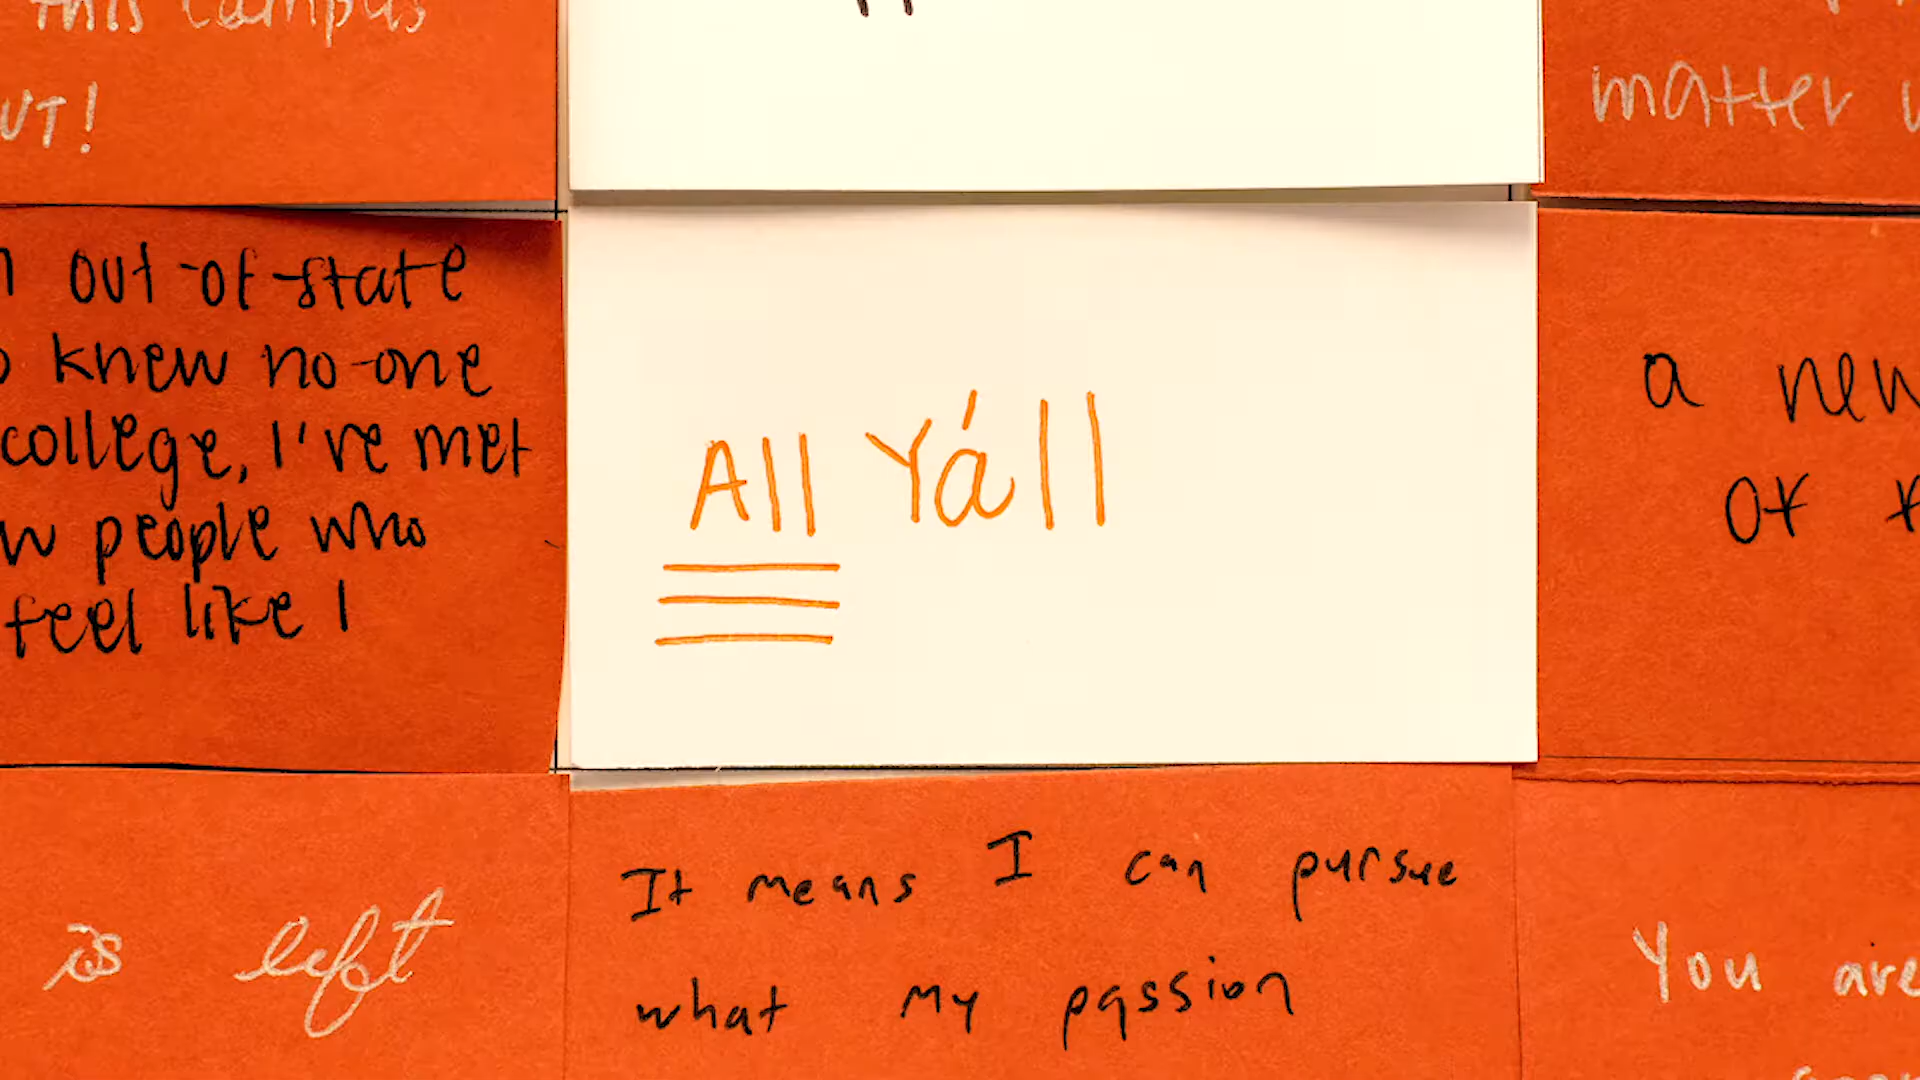 this campus
UT!
matter
out-of-state
knew no-one
college, I've met
people who
feel like I
All Y'all
a new
of
is left
It means I can pursue
what my passion
You are